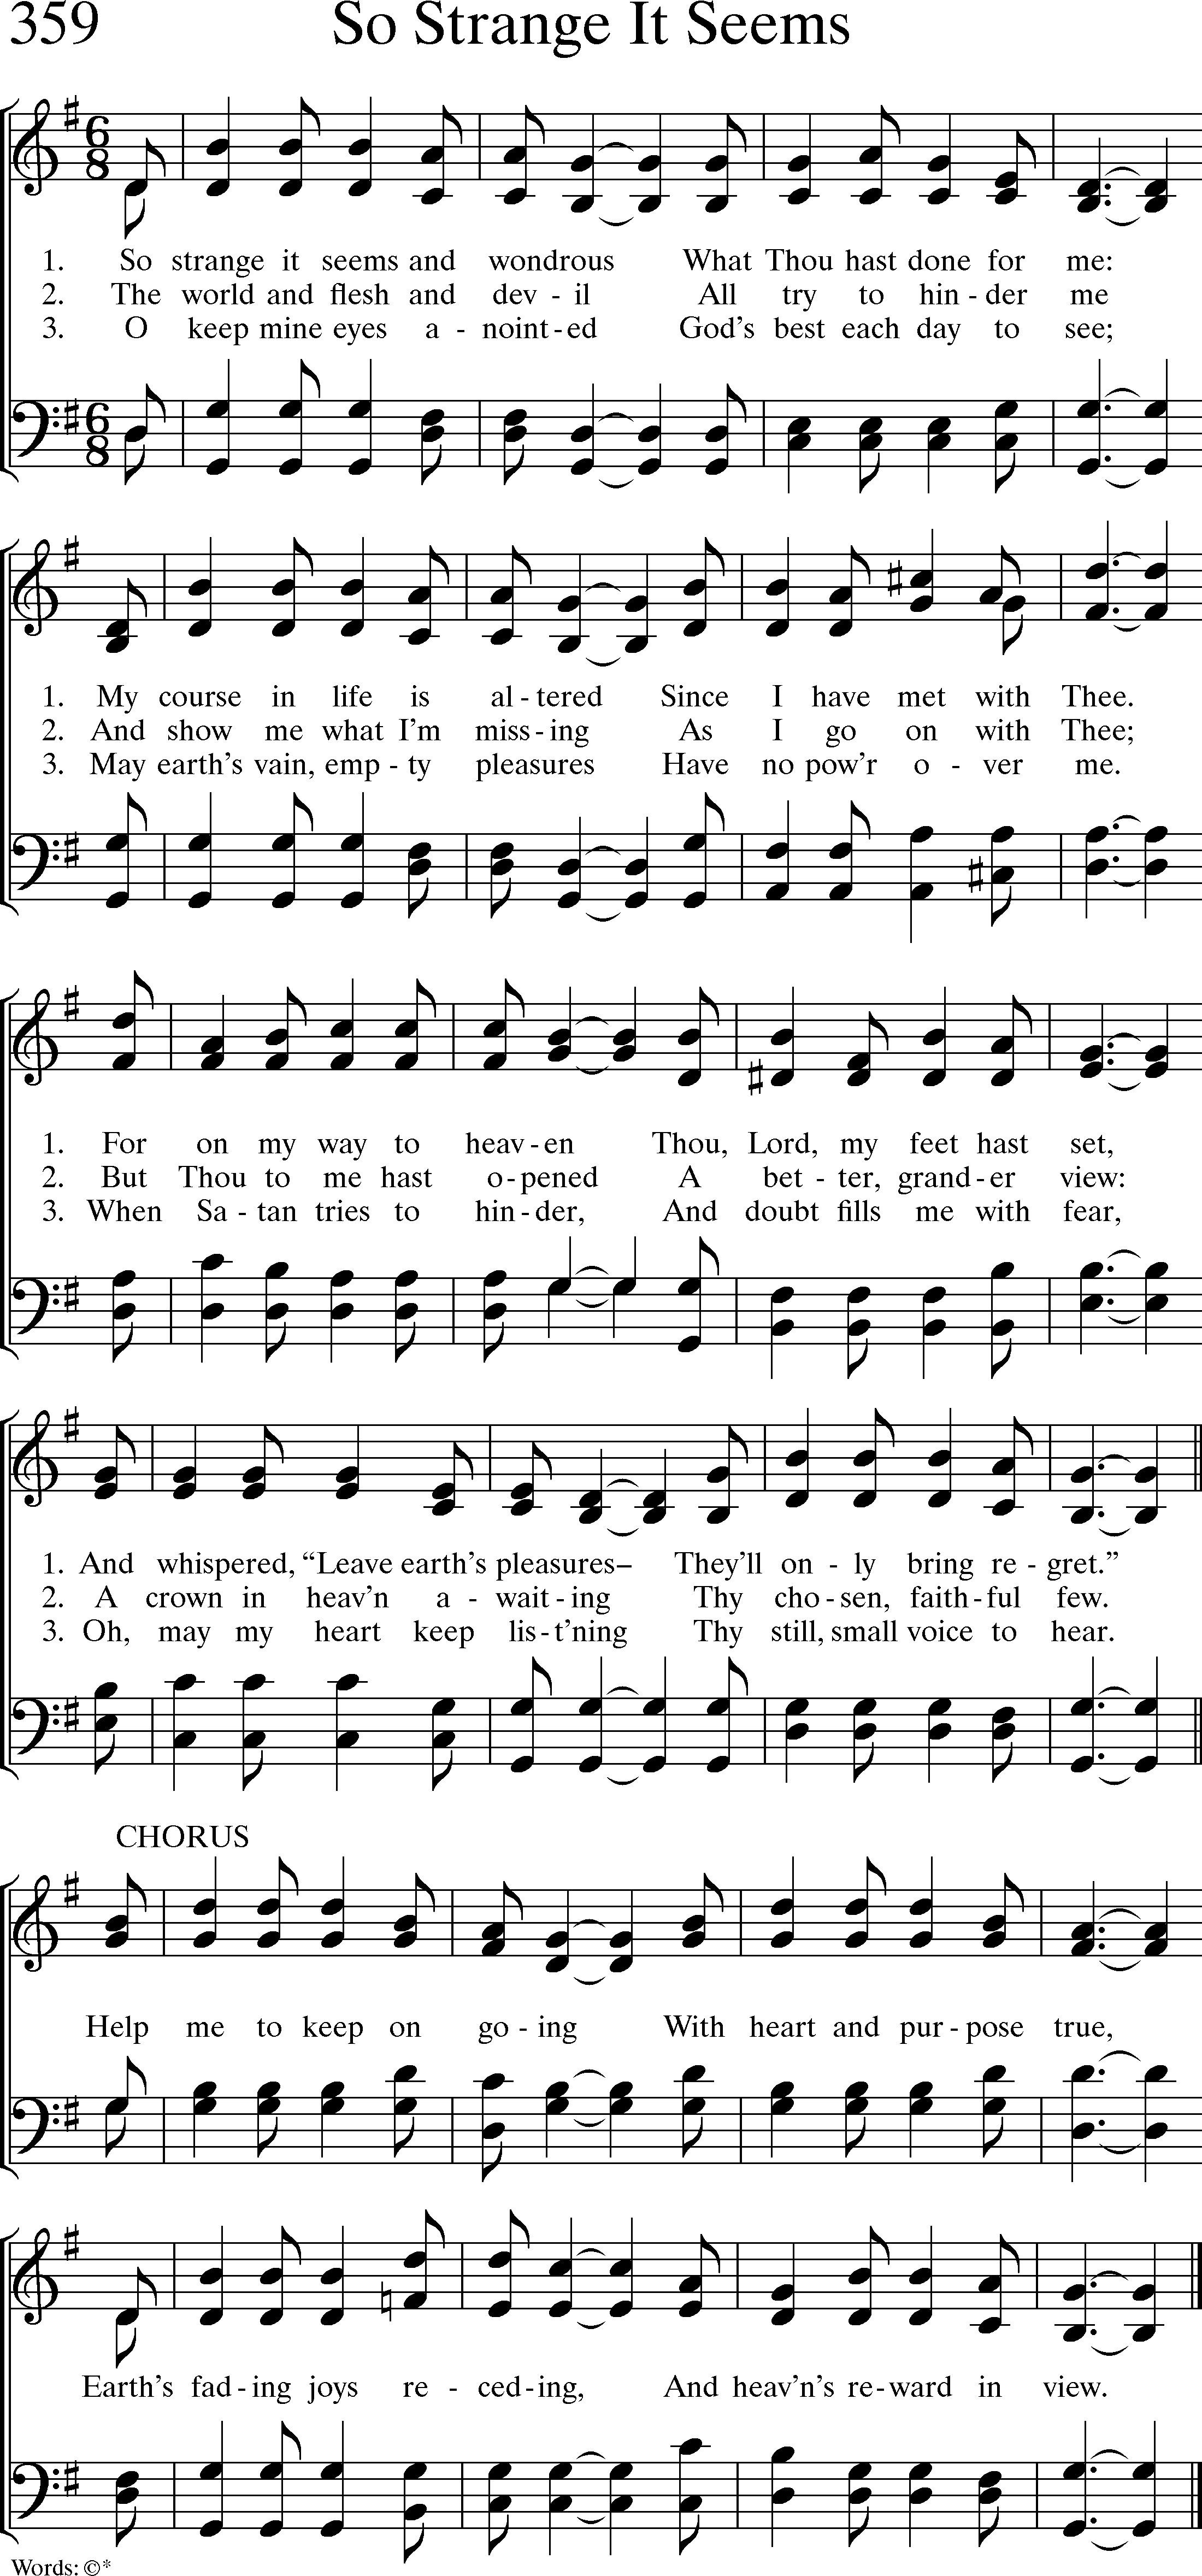 359 So Strange It Seems
1. So strange it seems and wondrous What Thou hast done for me:
2. The world and flesh and dev - il All try to hin - der me
3. O keep mine eyes a - noint - ed God's best each day to see;
1. My course in life is al - tered Since I have met with Thee.
2. And show me what I'm miss - ing As I go on with Thee;
3. May earth's vain, emp - ty pleasures Have no pow'r o - ver me.
1. For on my way to heav - en Thou, Lord, my feet hast set,
2. But Thou to me hast o - pened A bet - ter, grand - er view:
3. When Sa - tan tries to hin - der, And doubt fills me with fear,
1. And whispered, “Leave earth's pleasures– They'll on - ly bring re - gret.”
2. A crown in heav'n a - wait - ing Thy cho - sen, faith - ful few.
3. Oh, may my heart keep lis - t'ning Thy still, small voice to hear.
CHORUS
Help me to keep on go - ing With heart and pur - pose true,
Earth's fad - ing joys re - ced - ing, And heav'n's re - ward in view.
Words: ©*